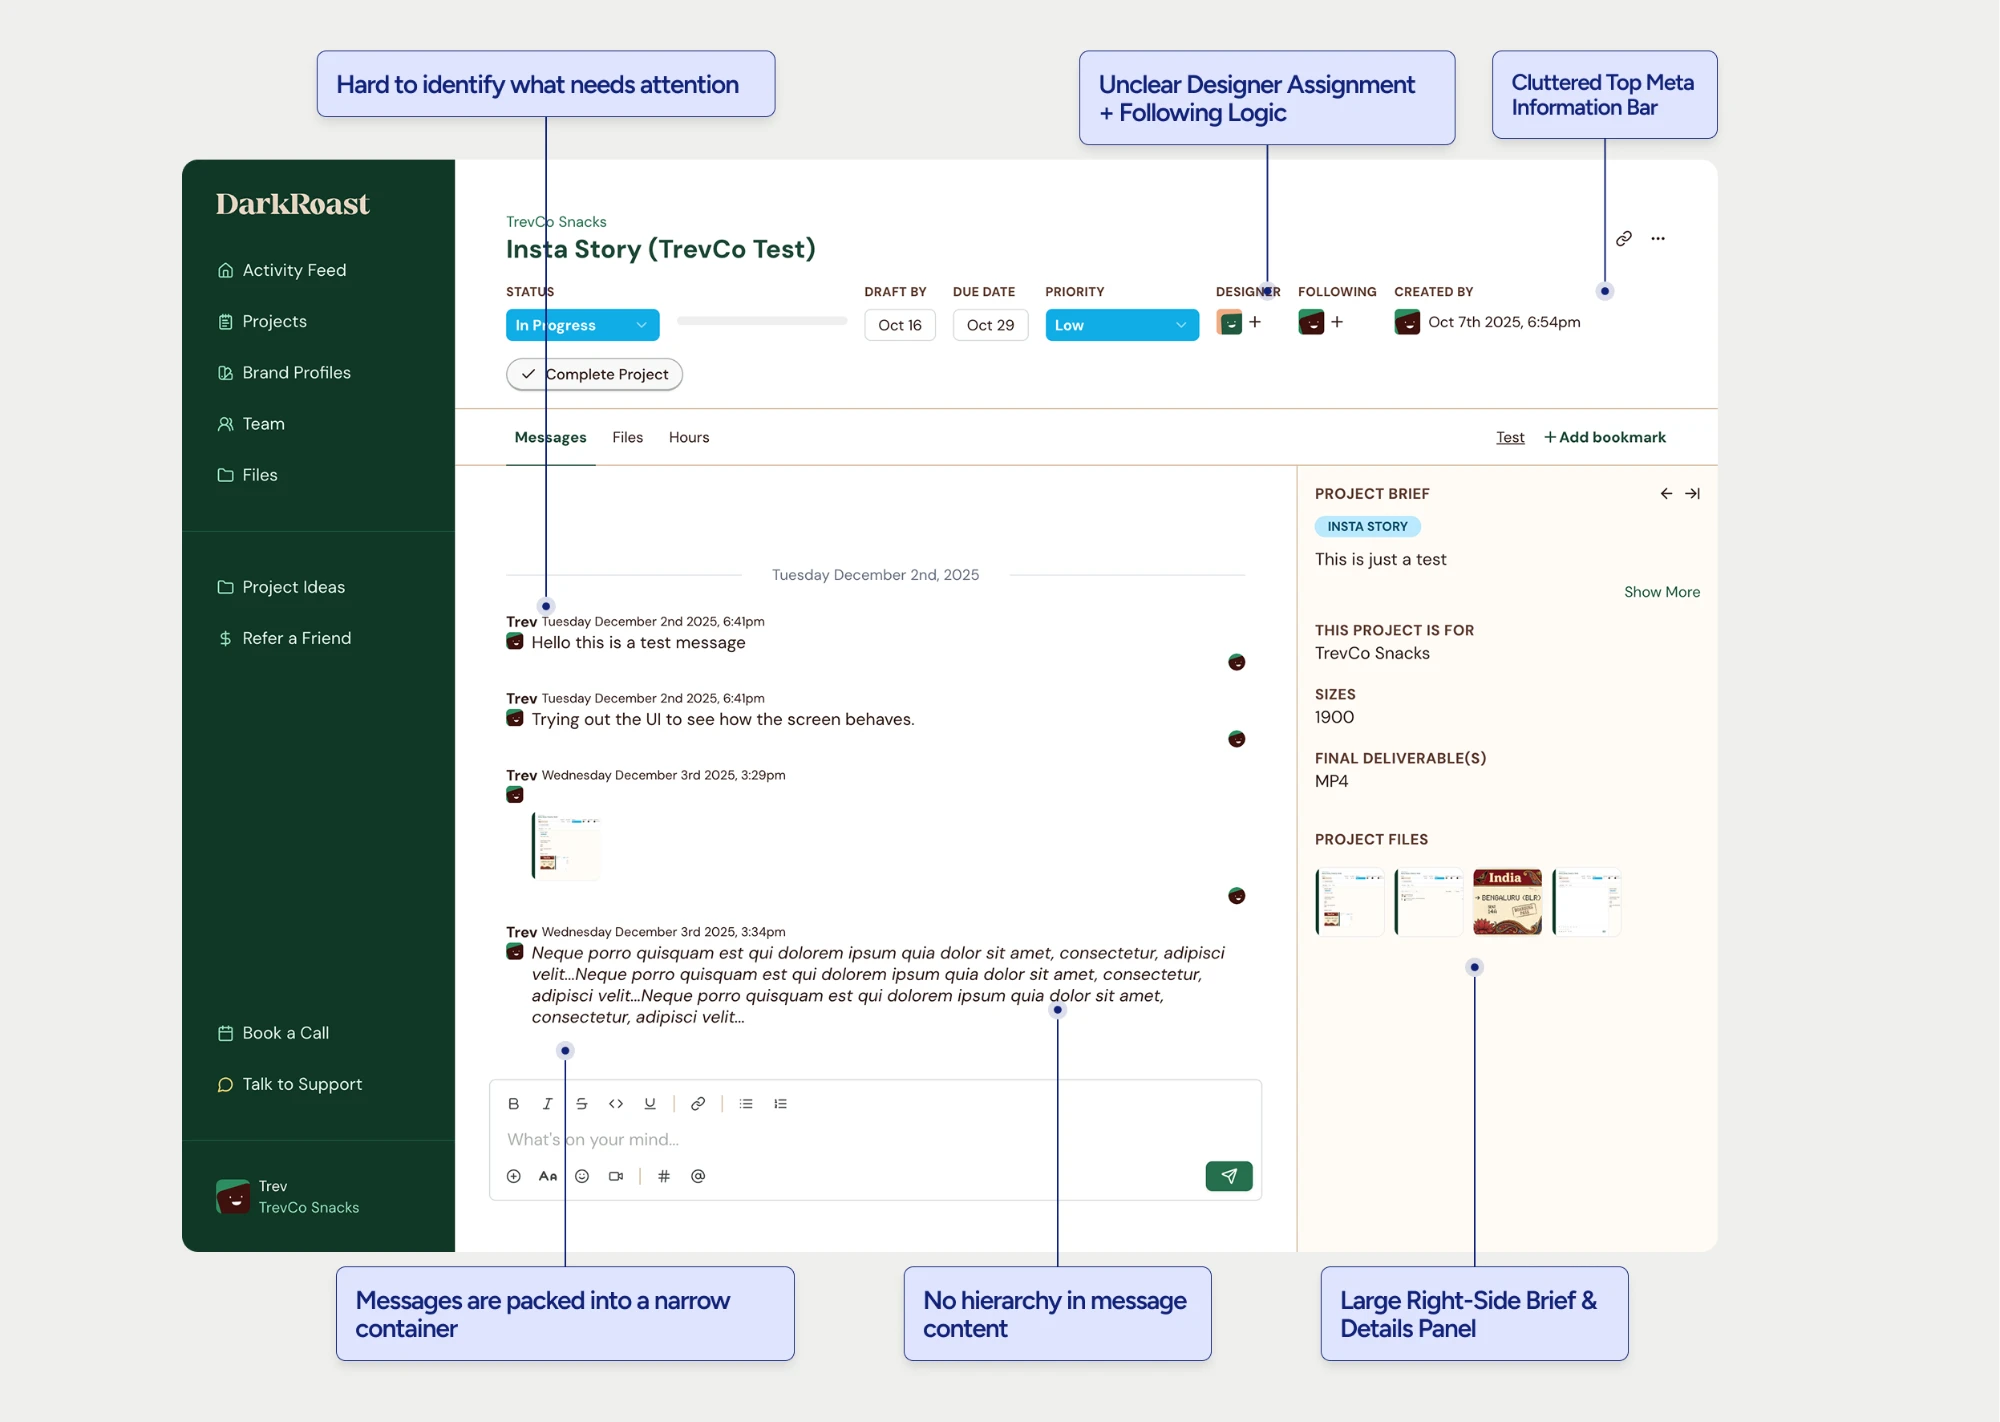 Hard to identify what needs attention
Unclear Designer Assignment
+ Following Logic
Cluttered Top Meta
Information Bar
DarkRoast
Activity Feed
Projects
Brand Profiles
Team
Files
Project Ideas
Refer a Friend
Book a Call
Talk to Support
Trev
TrevCo Snacks
TrevCo Snacks
Insta Story (TrevCo Test)
STATUS
DRAFT BY
DUE DATE
PRIORITY
DESIGNER
FOLLOWING
CREATED BY
In Progress
Oct 16
Oct 29
Low
+
+
Oct 7th 2025, 6:54pm
Complete Project
Messages
Files
Hours
Test
+ Add bookmark
Tuesday December 2nd, 2025
Trev Tuesday December 2nd 2025, 6:41pm
Hello this is a test message
Trev Tuesday December 2nd 2025, 6:41pm
Trying out the UI to see how the screen behaves.
Trev Wednesday December 3rd 2025, 3:29pm
Trev Wednesday December 3rd 2025, 3:34pm
Neque porro quisquam est qui dolorem ipsum quia dolor sit amet, consectetur, adipisci
velit...Neque porro quisquam est qui dolorem ipsum quia dolor sit amet, consectetur,
adipisci velit...Neque porro quisquam est qui dolorem ipsum quia dolor sit amet,
consectetur, adipisci velit...
B I S <> U
What's on your mind...
Aa
# @
PROJECT BRIEF
INSTA STORY
This is just a test
Show More
THIS PROJECT IS FOR
TrevCo Snacks
SIZES
1900
FINAL DELIVERABLE(S)
MP4
PROJECT FILES
India
BENGALURU (BLR)
Messages are packed into a narrow
container
No hierarchy in message
content
Large Right-Side Brief &
Details Panel